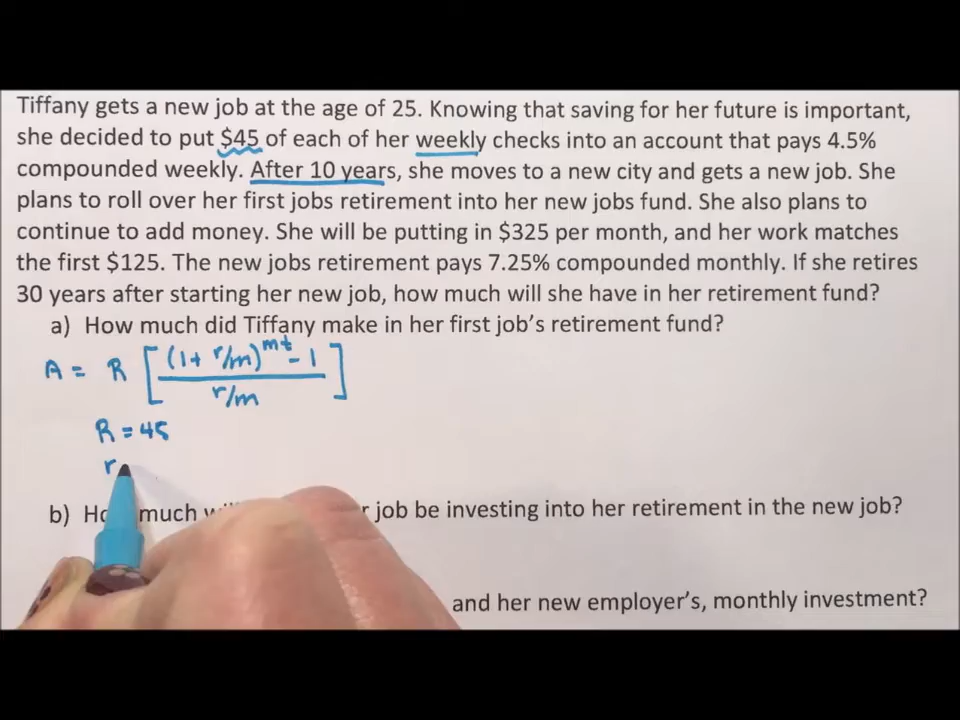 Tiffany gets a new job at the age of 25. Knowing that saving for her future is important,
she decided to put $45 of each of her weekly checks into an account that pays 4.5%
compounded weekly. After 10 years, she moves to a new city and gets a new job. She
plans to roll over her first jobs retirement into her new jobs fund. She also plans to
continue to add money. She will be putting in $325 per month, and her work matches
the first $125. The new jobs retirement pays 7.25% compounded monthly. If she retires
30 years after starting her new job, how much will she have in her retirement fund?
a) How much did Tiffany make in her first job's retirement fund?
A = R [ (1+ r/m)^mt - 1 / r/m ]
R = 45
r
b) How much job be investing into her retirement in the new job?
and her new employer's, monthly investment?